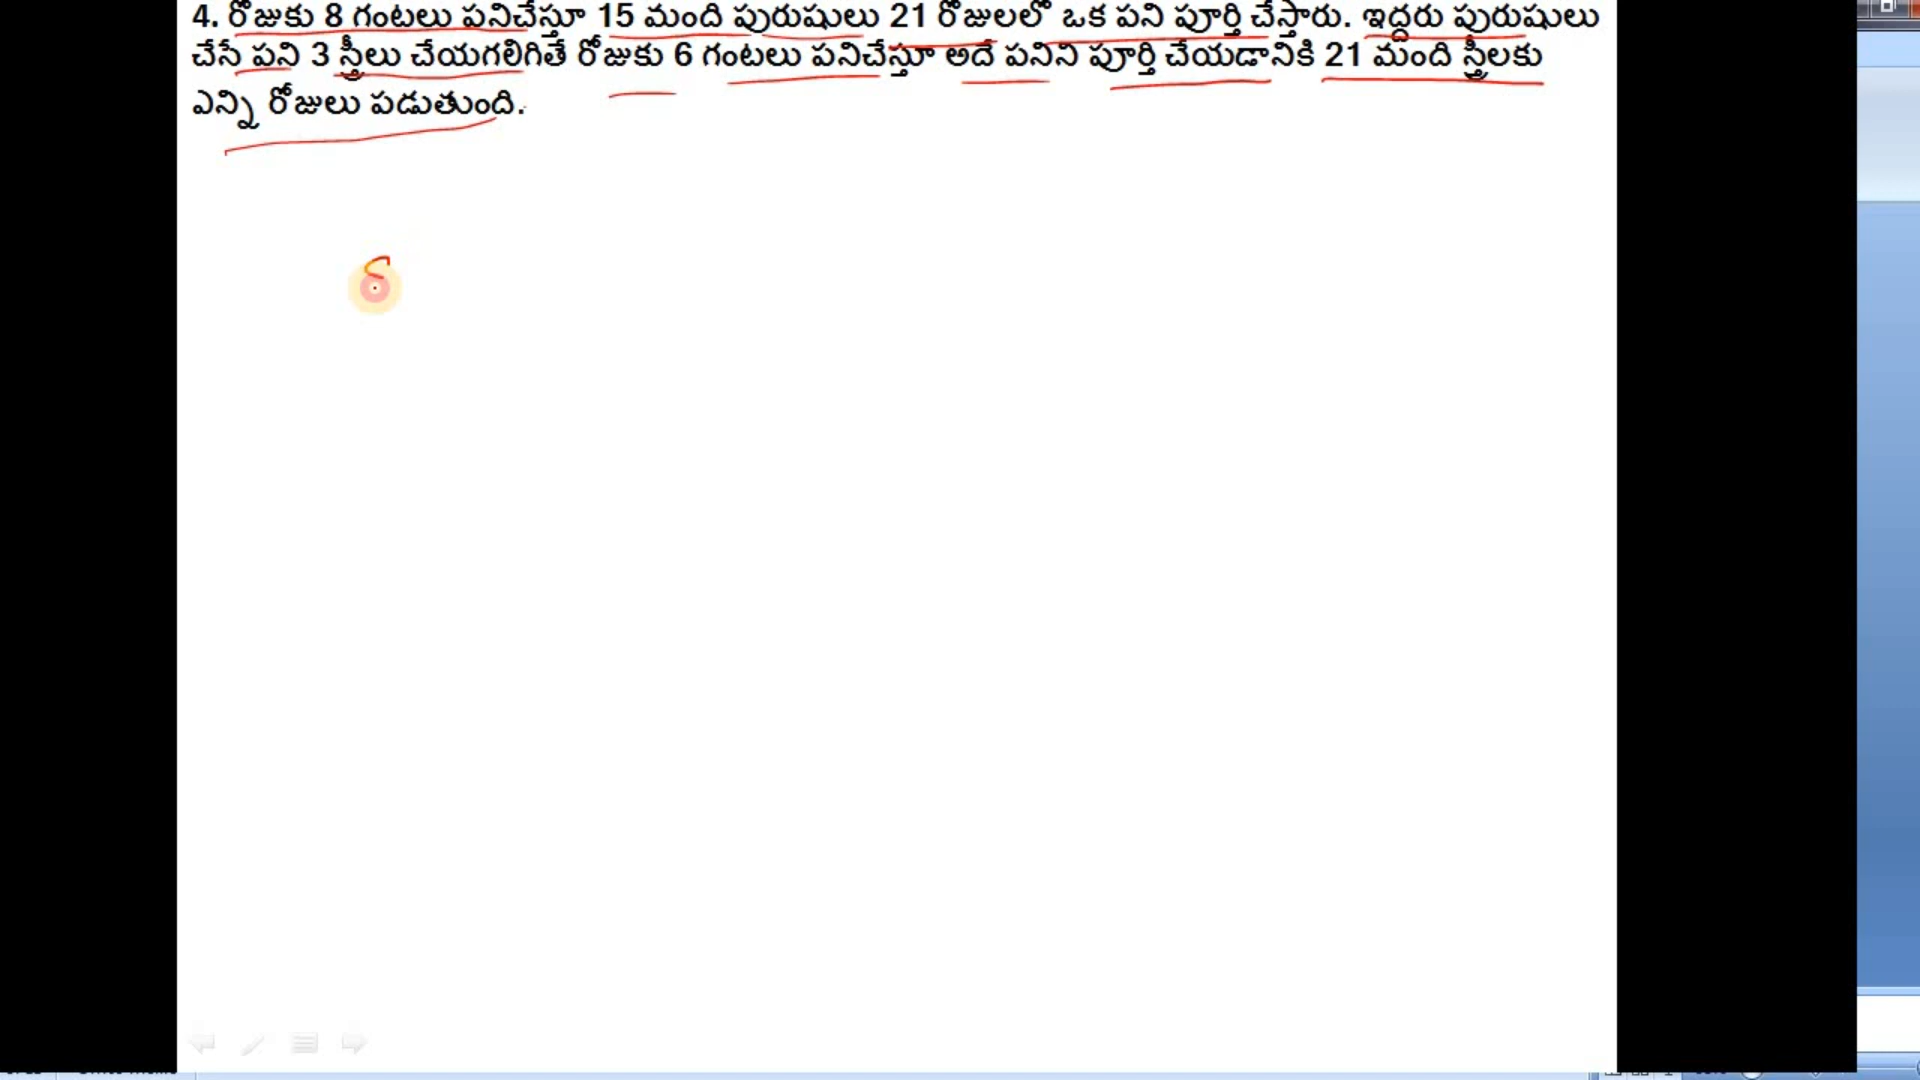 4. రోజుకు 8 గంటలు పనిచేస్తూ 15 మంది పురుషులు 21 రోజులలో ఒక పని పూర్తి చేస్తారు. ఇద్దరు పురుషులు
చేసే పని 3 స్త్రీలు చేయగలిగితే రోజుకు 6 గంటలు పనిచేస్తూ అదే పనిని పూర్తి చేయడానికి 21 మంది స్త్రీలకు
ఎన్ని రోజులు పడుతుంది.